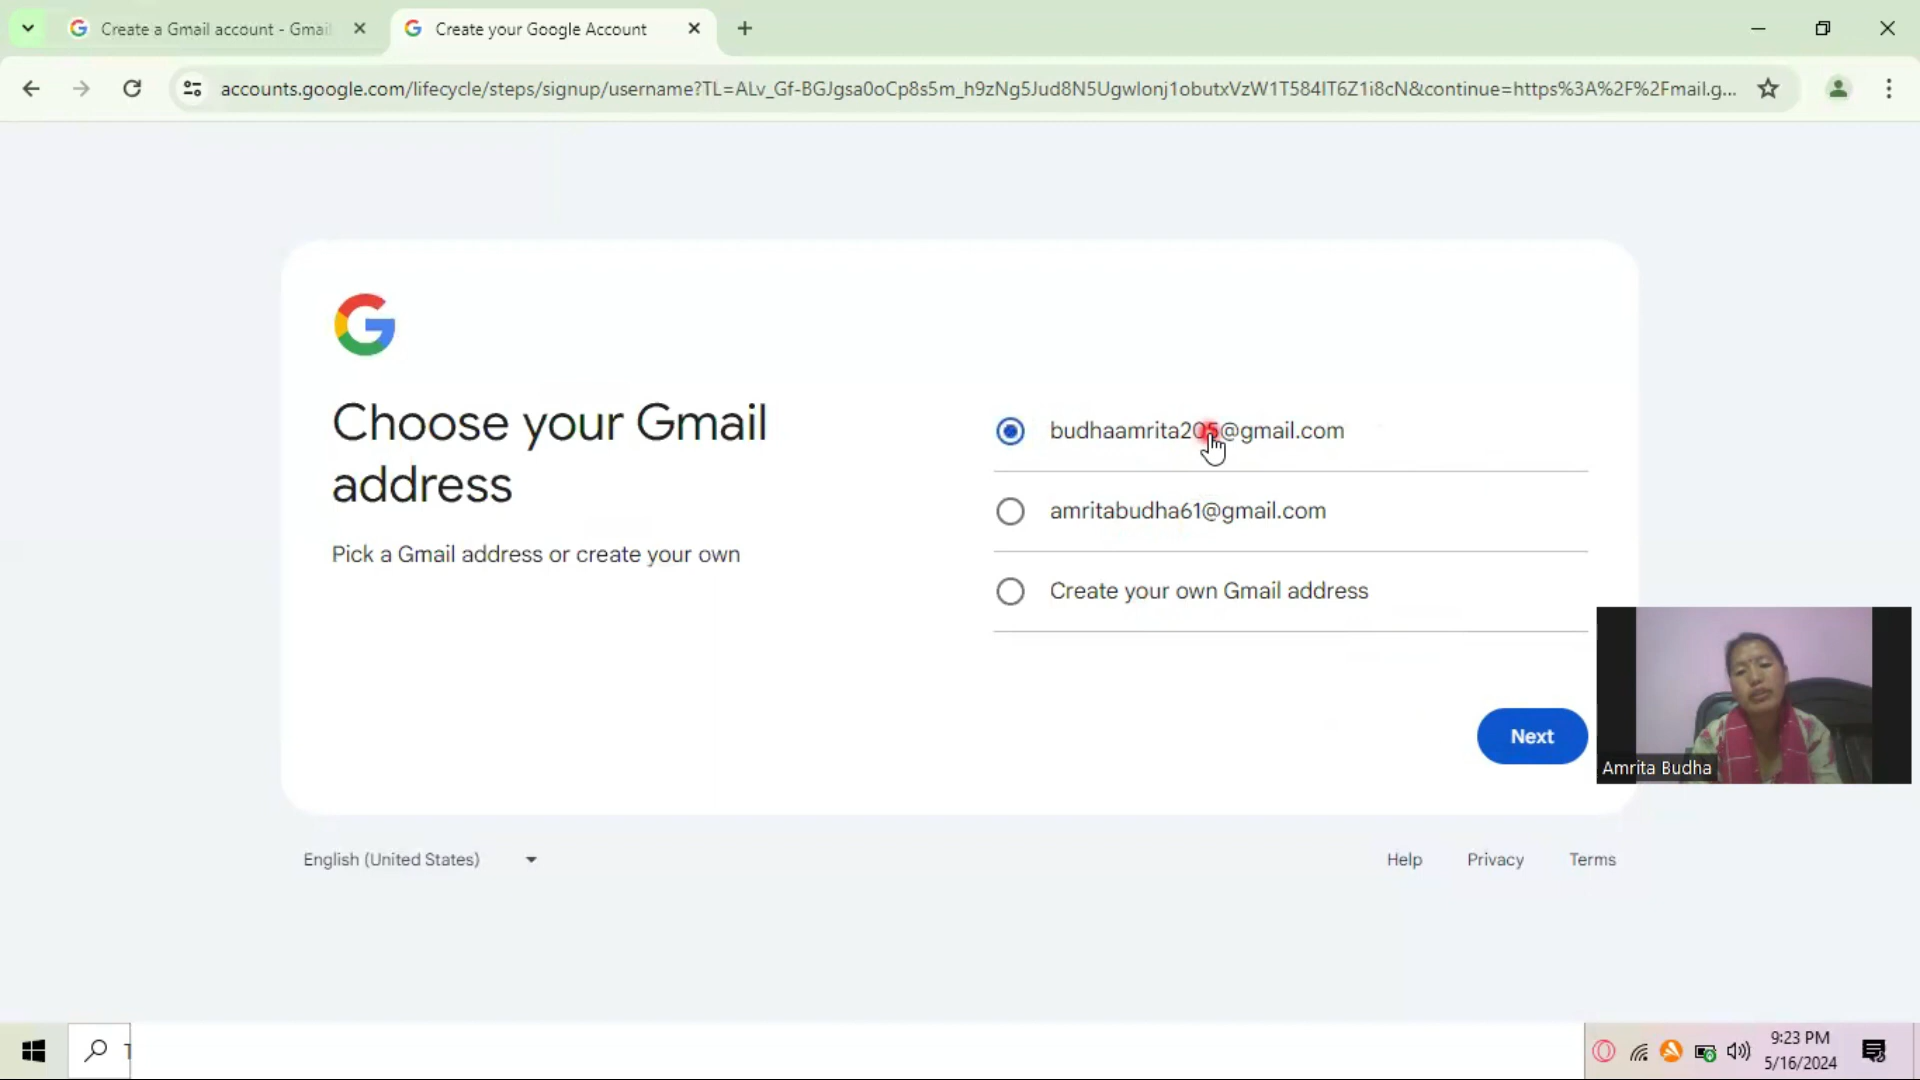 Create a Gmail account - Gmail
Create your Google Account
accounts.google.com/lifecycle/steps/signup/username?TL=ALv_Gf-BGJgsa0oCp8s5m_h9zNg5Jud8N5UgwIonj1obutxVzW1T584IT6Z1i8cN&continue=https%3A%2F%2Fmail.g...
Choose your Gmail
address
Pick a Gmail address or create your own
budhaamrita205@gmail.com
amritabudha61@gmail.com
Create your own Gmail address
Next
Amrita Budha
English (United States)
Help Privacy Terms
9:23 PM
5/16/2024